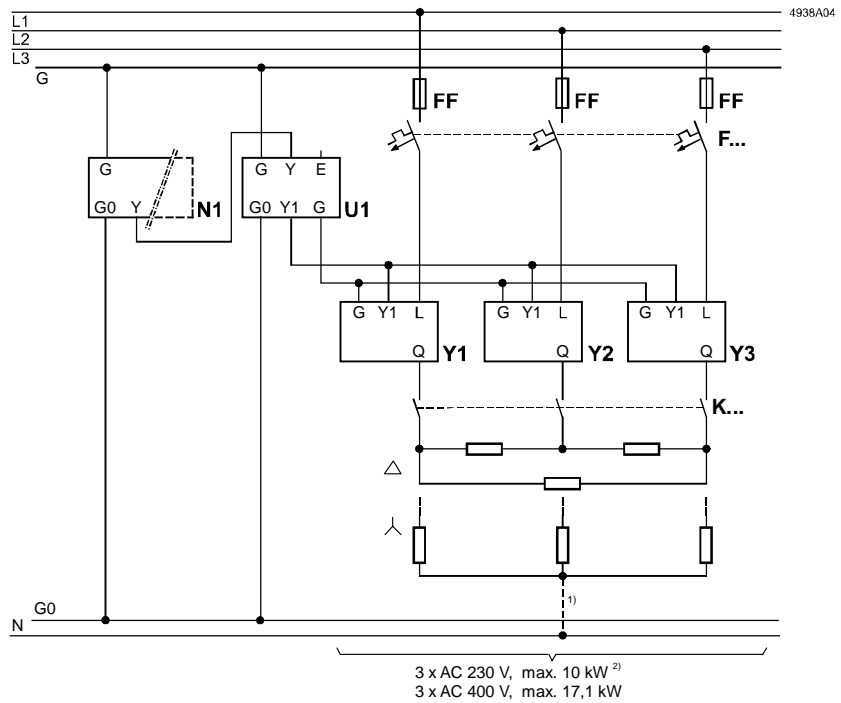 4938A04
L1
L2
L3
G
FF FF FF
F...
G
G0 Y N1
G Y E
G0 Y1 G U1
G Y1 L
Q Y1
G Y1 L
Q Y2
G Y1 L
Q Y3
K...
1)
G0
N
3 x AC 230 V, max. 10 kW 2)
3 x AC 400 V, max. 17,1 kW